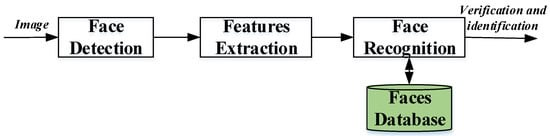 Image
Face
Detection
Features
Extraction
Face
Recognition
Verification and
identification
Faces
Database